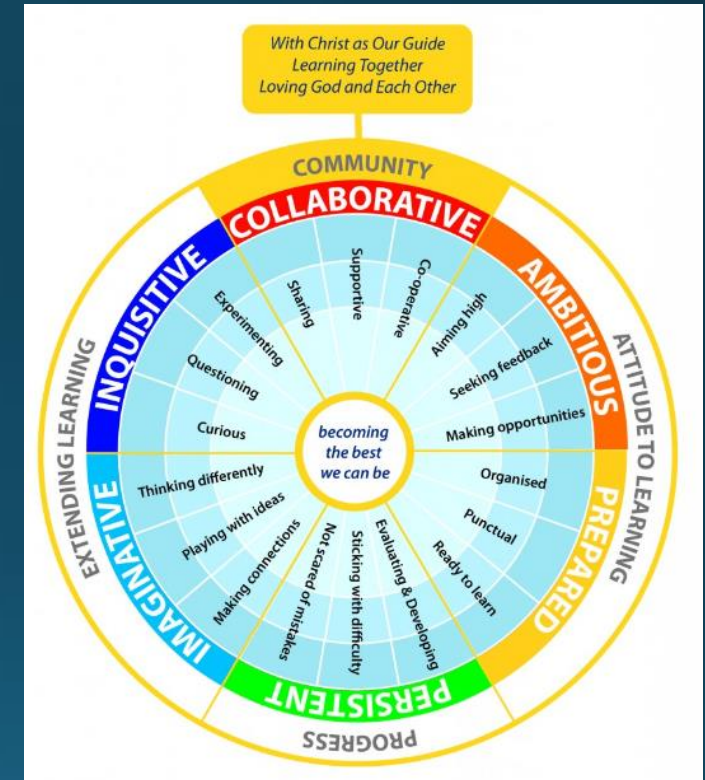 With Christ as Our Guide
Learning Together
Loving God and Each Other
COMMUNITY
COLLABORATIVE
Sharing
Supportive
Co-operative
ATTITUDE TO LEARNING
AMBITIOUS
Aiming high
Seeking feedback
Making opportunities
PREPARED
Organised
Punctual
Ready to learn
PROGRESS
PERSISTENT
Evaluating & Developing
Sticking with difficulty
Not scared of mistakes
EXTENDING LEARNING
IMAGINATIVE
Making connections
Playing with ideas
Thinking differently
INQUISITIVE
Curious
Questioning
Experimenting
becoming
the best
we can be